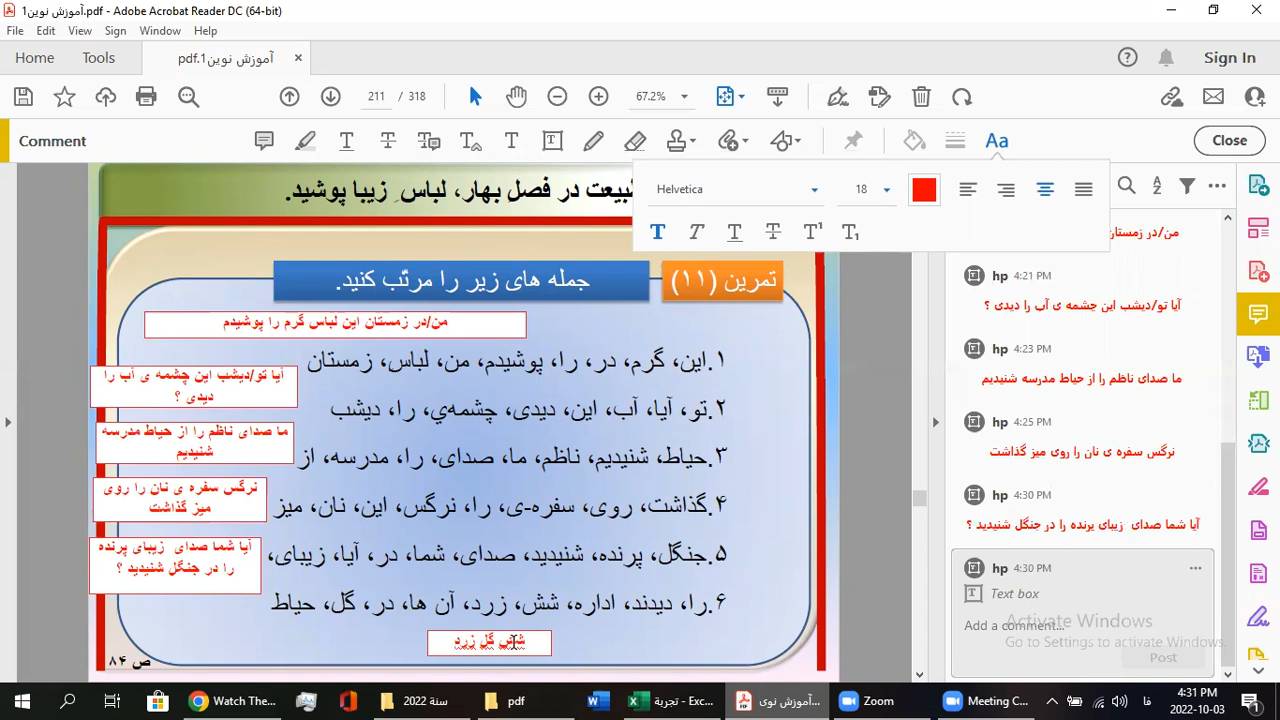 آموزش نوین1.pdf - Adobe Acrobat Reader DC (64-bit)
File Edit View Sign Window Help
Home Tools آموزش نوین1.pdf × Sign In
211 / 318 67.2%
Comment Close
Helvetica 18
بیعت در فصل بهار، لباسِ زیبا پوشید.
تمرین (۱۱) جمله های زیر را مرتّب کنید.
من/در زمستان این لباس گرم را پوشیدم
۱.این، گرم، در، را، پوشیدم، من، لباس، زمستان
آیا تو/دیشب این چشمه ی آب را
دیدی ؟
۲.تو، آیا، آب، این، دیدی، چشمه‌ي، را، دیشب
ما صدای ناظم را از حیاط مدرسه
شنیدیم
۳.حیاط، شنیدیم، ناظم، ما، صدای، را، مدرسه، از
نرگس سفره ی نان را روی
میز گذاشت
۴.گذاشت، روی، سفره-ی، را، نرگس، این، نان، میز
آیا شما صدای زیبای پرنده
را در جنگل شنیدید ؟
۵.جنگل، پرنده، شنیدید، صدای، شما، در، آیا، زیبای،
۶.را، دیدند، اداره، شش، زرد، آن ها، در، گل، حیاط
شش گل زرد
ص ۸۴
من/در زمستان
hp 4:21 PM
آیا تو/دیشب این چشمه ی آب را دیدی ؟
hp 4:23 PM
ما صدای ناظم را از حیاط مدرسه شنیدیم
hp 4:25 PM
نرگس سفره ی نان را روی میز گذاشت
hp 4:30 PM
آیا شما صدای زیبای پرنده را در جنگل شنیدید ؟
hp 4:30 PM
Text box
Add a comment...
Post
Activate Windows
Go to Settings to activate Windows.
Watch The... سنة 2022 pdf تجربة - Exc... آموزش نوی... Zoom Meeting C... فا 4:31 PM
2022-10-03